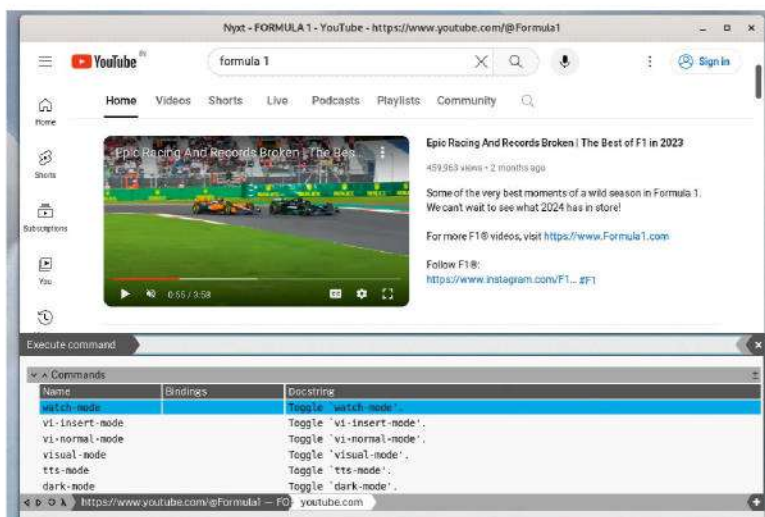 Nyxt - FORMULA 1 - YouTube - https://www.youtube.com/@Formula1
YouTube IN
formula 1
Sign in
Home Videos Shorts Live Podcasts Playlists Community
Home
Shorts
Subscriptions
You
Epic Racing And Records Broken | The Bes...
0:55 / 3:58
Epic Racing And Records Broken | The Best of F1 in 2023
459,963 views • 2 months ago
Some of the very best moments of a wild season in Formula 1.
We can't wait to see what 2024 has in store!
For more F1® videos, visit https://www.Formula1.com
Follow F1®:
https://www.instagram.com/F1... #F1
Execute command
Commands
Name Bindings Docstring
watch-mode Toggle `watch-mode'.
vi-insert-mode Toggle `vi-insert-mode'.
vi-normal-mode Toggle `vi-normal-mode'.
visual-mode Toggle `visual-mode'.
tts-mode Toggle `tts-mode'.
dark-mode Toggle `dark-mode'.
https://www.youtube.com/@Formula1 — FO youtube.com